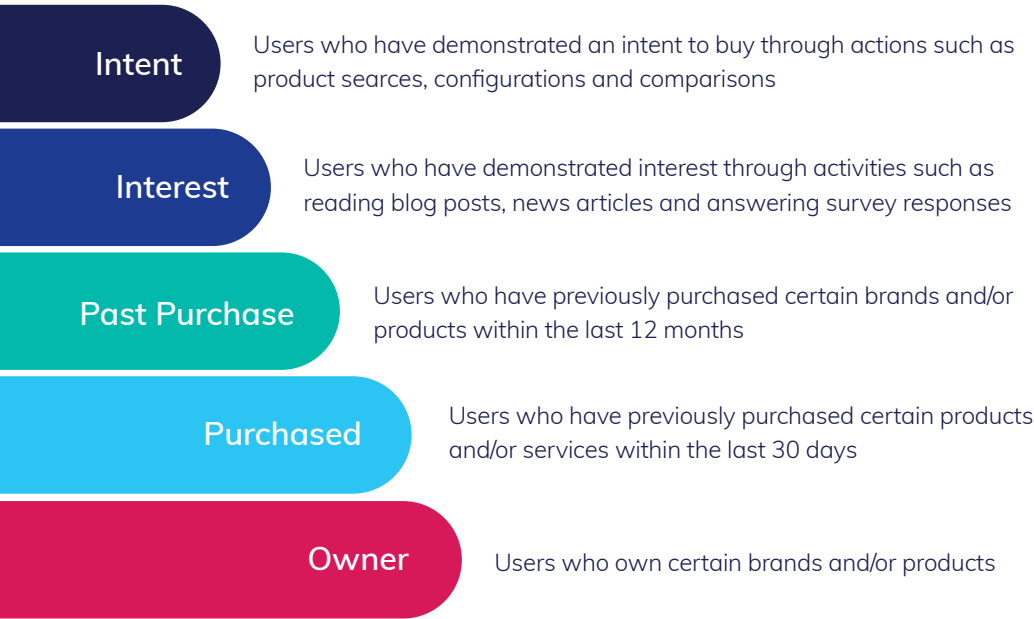 Intent
Users who have demonstrated an intent to buy through actions such as
product searces, configurations and comparisons
Interest
Users who have demonstrated interest through activities such as
reading blog posts, news articles and answering survey responses
Past Purchase
Users who have previously purchased certain brands and/or
products within the last 12 months
Purchased
Users who have previously purchased certain products
and/or services within the last 30 days
Owner
Users who own certain brands and/or products